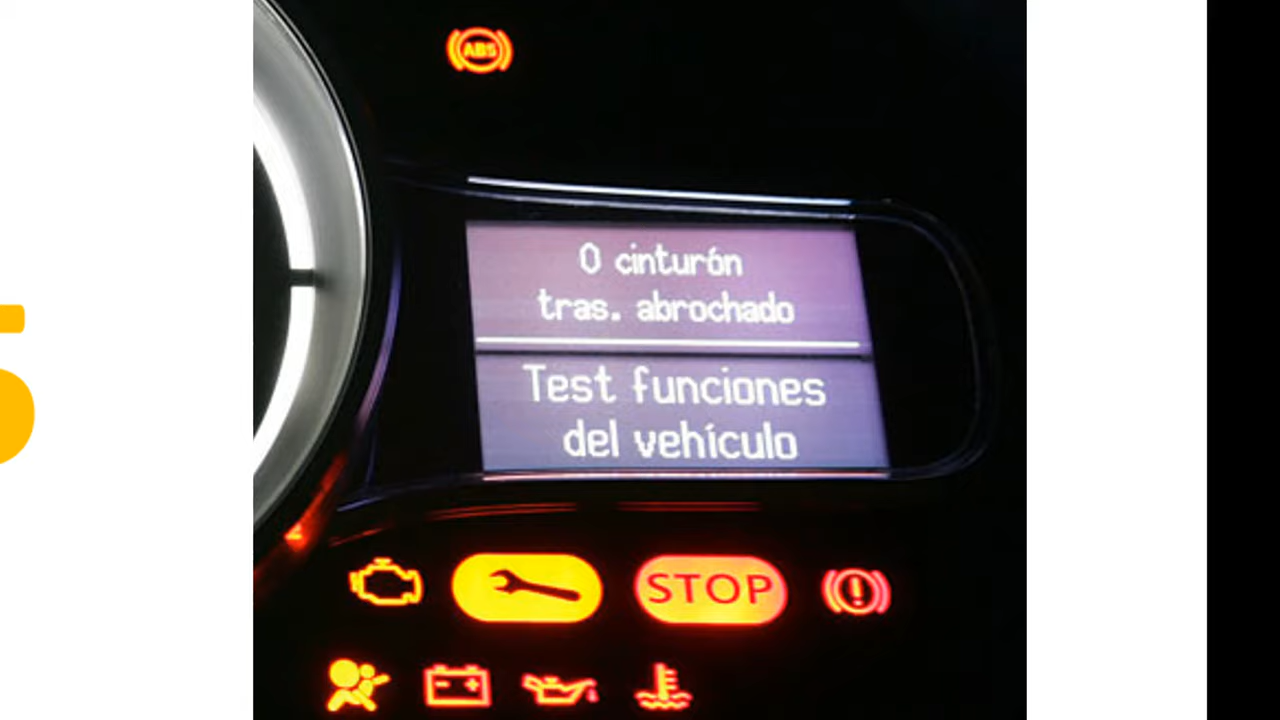 ABS
0 cinturón
tras. abrochado
Test funciones
del vehículo
STOP